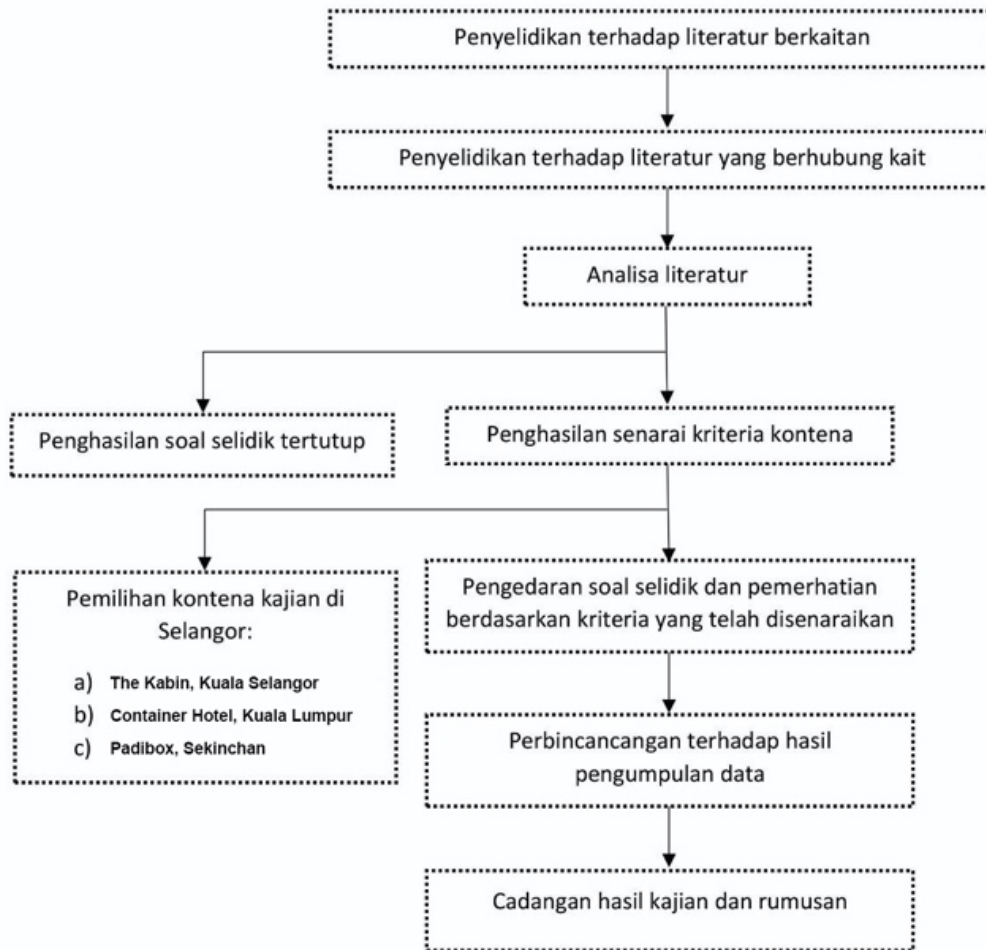 Penyelidikan terhadap literatur berkaitan
Penyelidikan terhadap literatur yang berhubung kait
Analisa literatur
Penghasilan soal selidik tertutup
Penghasilan senarai kriteria kontena
Pemilihan kontena kajian di
Selangor:
a) The Kabin, Kuala Selangor
b) Container Hotel, Kuala Lumpur
c) Padibox, Sekinchan
Pengedaran soal selidik dan pemerhatian
berdasarkan kriteria yang telah disenaraikan
Perbincancangan terhadap hasil
pengumpulan data
Cadangan hasil kajian dan rumusan